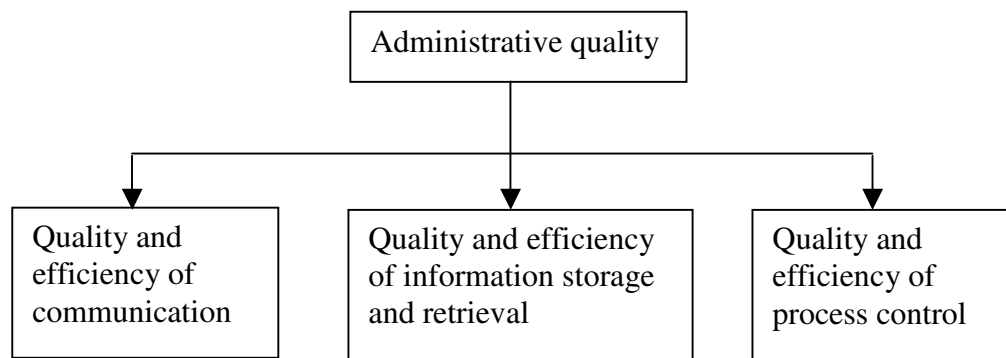 Administrative quality
Quality and
efficiency of
communication
Quality and efficiency
of information storage
and retrieval
Quality and
efficiency of
process control